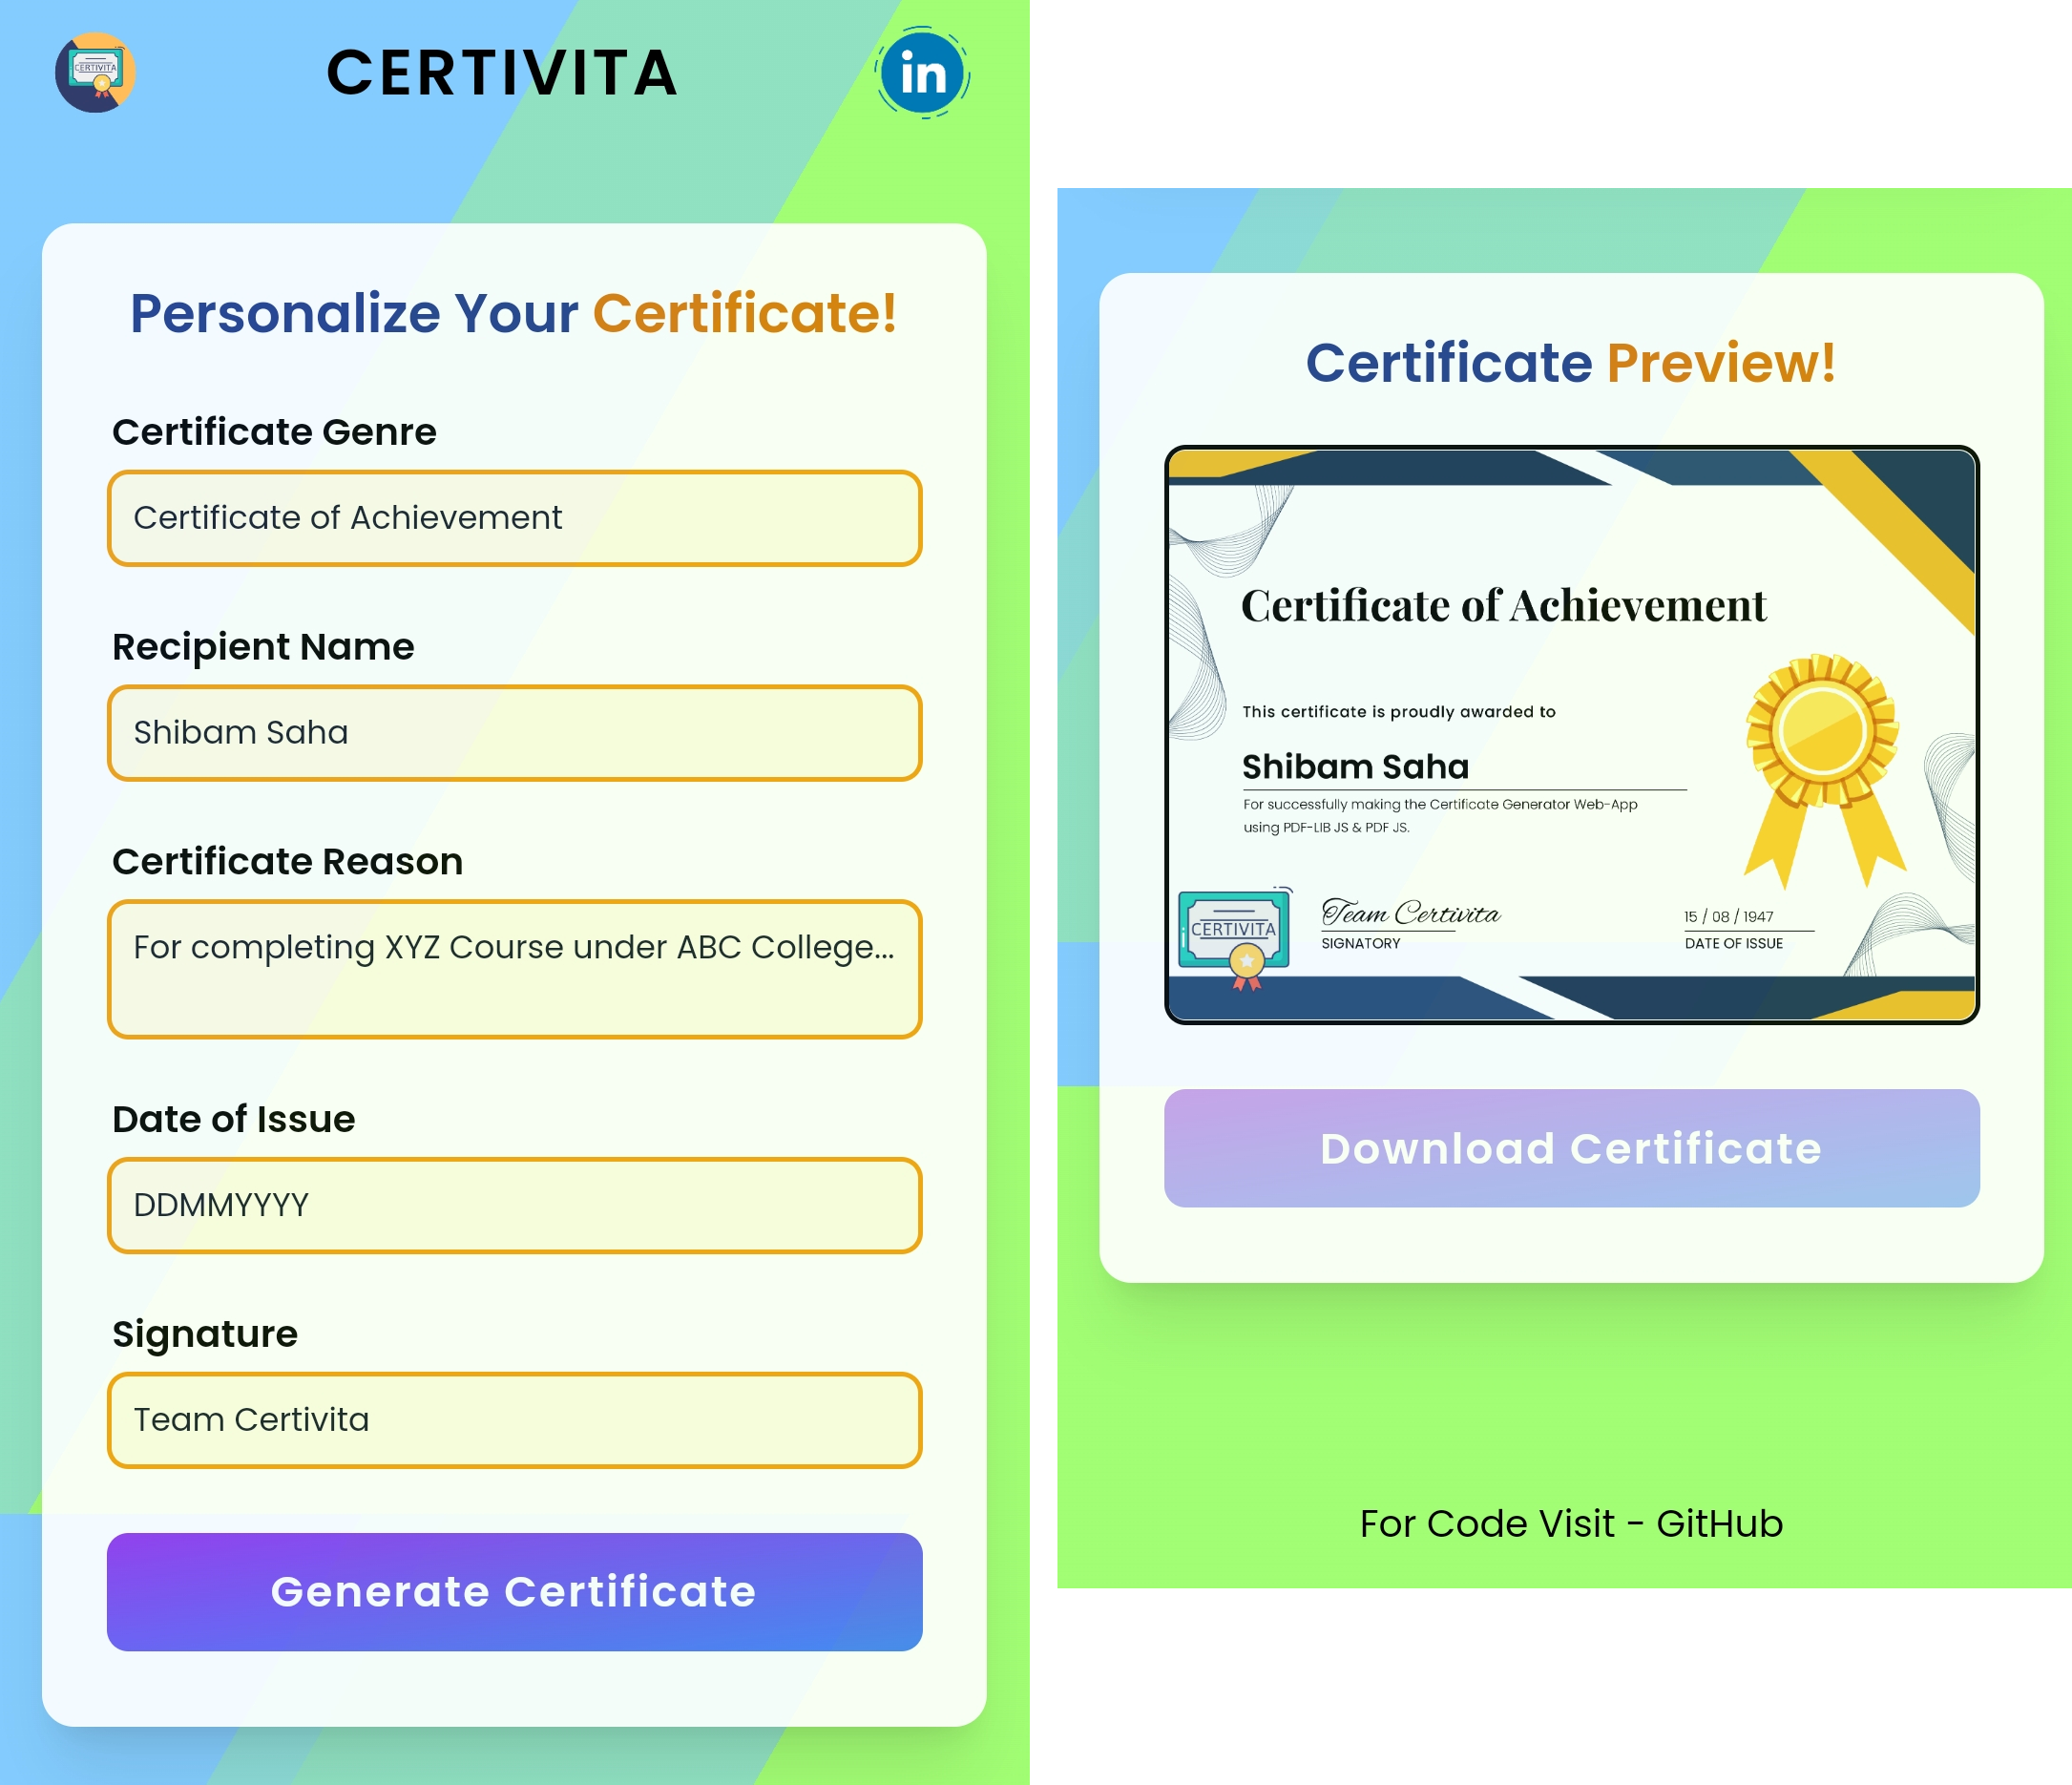 CERTIVITA
CERTIVITA
in
Personalize Your Certificate!
Certificate Genre
Certificate of Achievement
Recipient Name
Shibam Saha
Certificate Reason
For completing XYZ Course under ABC College...
Date of Issue
DDMMYYYY
Signature
Team Certivita
Generate Certificate
Certificate Preview!
Certificate of Achievement
This certificate is proudly awarded to
Shibam Saha
For successfully making the Certificate Generator Web-App
using PDF-LIB JS & PDF JS.
CERTIVITA
Team Certivita
SIGNATORY
15 / 08 / 1947
DATE OF ISSUE
Download Certificate
For Code Visit - GitHub